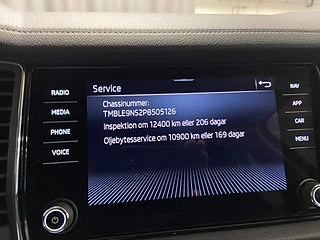 Service
RADIO
NAV
Chassinummer:
TMBLE9NS2P8505126
MEDIA
APP
Inspektion om 12400 km eller 206 dagar
PHONE
CAR
Oljebytesservice om 10900 km eller 169 dagar
VOICE
MENU